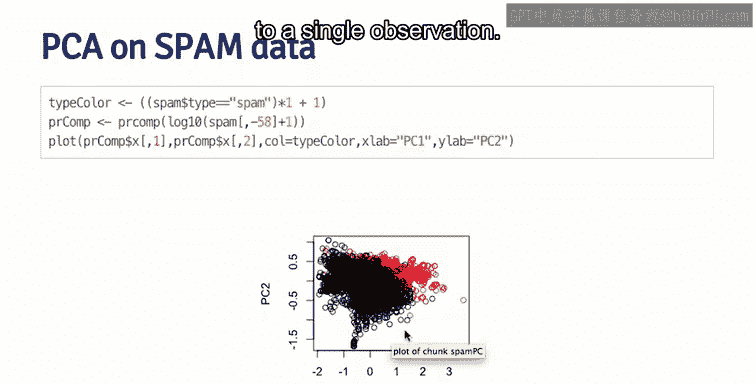 to a single observation.
PCA on SPAM data
typeColor <- ((spam$type=="spam")*1 + 1)
prComp <- prcomp(log10(spam[,-58]+1))
plot(prComp$x[,1],prComp$x[,2],col=typeColor,xlab="PC1",ylab="PC2")
PC2
0.5
-0.5
-1.5
plot of chunk spamPC
-2 -1 0 1 2 3